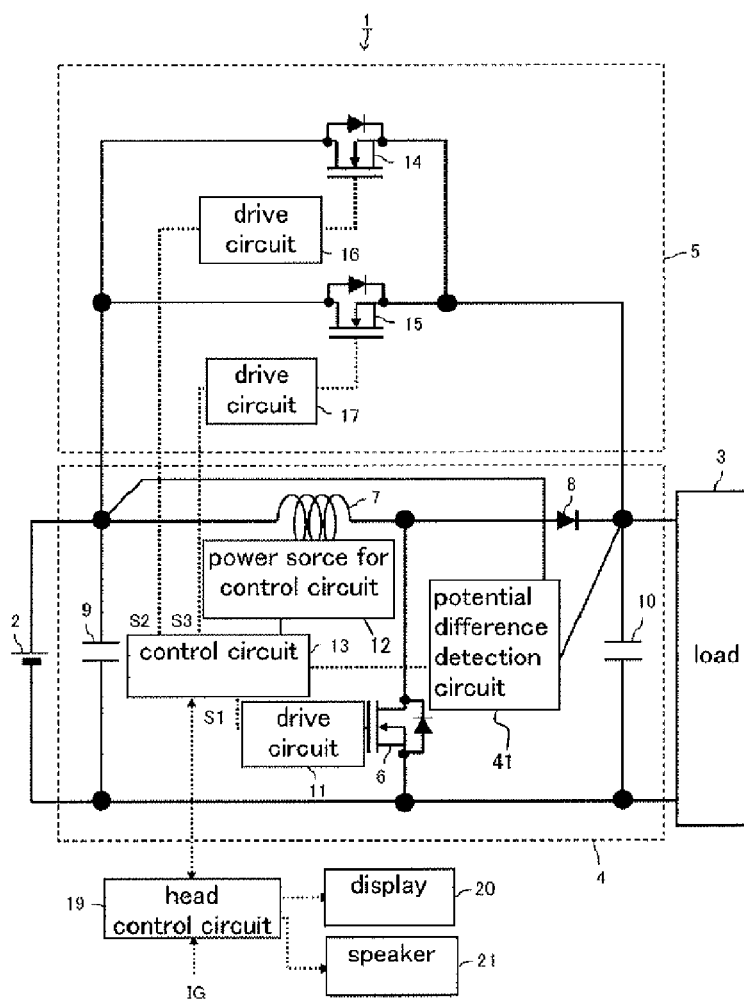 1
14
drive
circuit
16
5
15
drive
circuit
17
3
7
8
power sorce for
control circuit
potential
difference
detection
circuit
10
load
2
9
S2
S3
12
control circuit
13
S1
drive
circuit
11
6
41
4
head
control circuit
19
display
20
speaker
21
IG